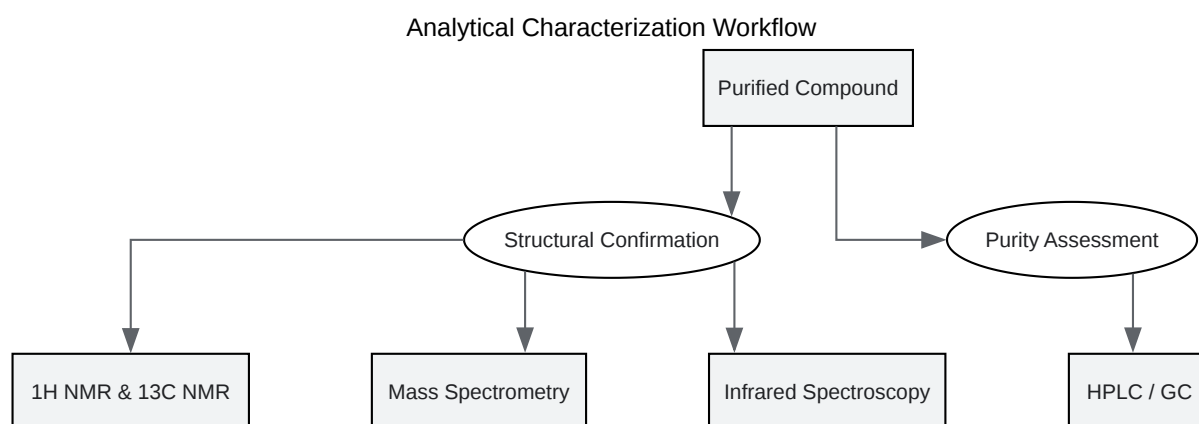 Analytical Characterization Workflow
Purified Compound
Structural Confirmation
Purity Assessment
1H NMR & 13C NMR
Mass Spectrometry
Infrared Spectroscopy
HPLC / GC